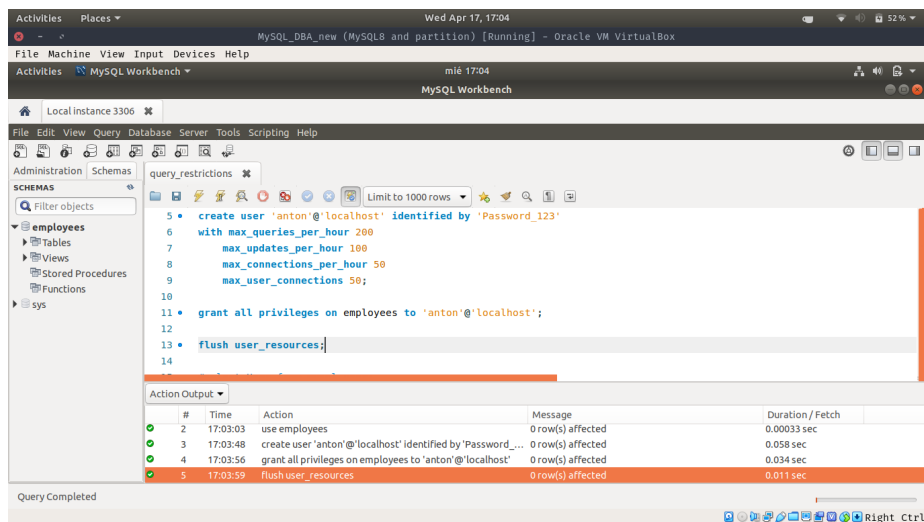 Activities Places Wed Apr 17, 17:04 52 %
MySQL_DBA_new (MySQL8 and partition) [Running] - Oracle VM VirtualBox
File Machine View Input Devices Help
Activities MySQL Workbench mié 17:04
MySQL Workbench
Local instance 3306
File Edit View Query Database Server Tools Scripting Help
Administration Schemas query_restrictions
SCHEMAS
Limit to 1000 rows
Filter objects
employees
Tables
Views
Stored Procedures
Functions
sys
5 create user 'anton'@'localhost' identified by 'Password_123'
6 with max_queries_per_hour 200
7 max_updates_per_hour 100
8 max_connections_per_hour 50
9 max_user_connections 50;
10
11 grant all privileges on employees to 'anton'@'localhost';
12
13 flush user_resources;
14
Action Output
# Time Action Message Duration / Fetch
2 17:03:03 use employees 0 row(s) affected 0.00033 sec
3 17:03:48 create user 'anton'@'localhost' identified by 'Password_... 0 row(s) affected 0.058 sec
4 17:03:56 grant all privileges on employees to 'anton'@'localhost' 0 row(s) affected 0.034 sec
5 17:03:59 flush user_resources 0 row(s) affected 0.011 sec
Query Completed
Right Ctrl